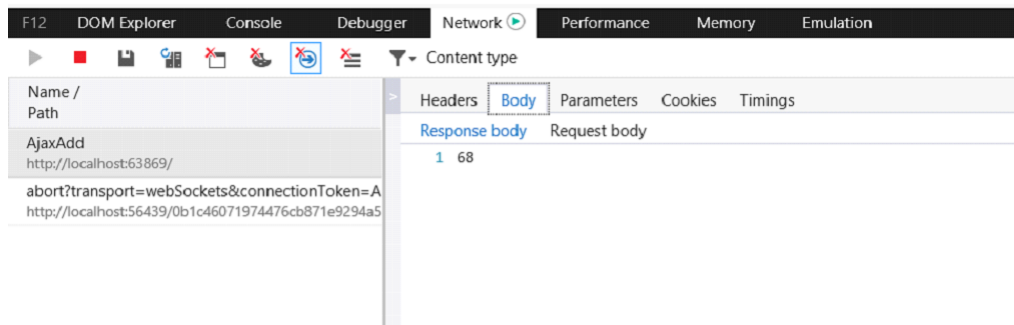 F12 DOM Explorer Console Debugger Network Performance Memory Emulation
Content type
Name /
Path
Headers Body Parameters Cookies Timings
Response body Request body
AjaxAdd
http://localhost:63869/
abort?transport=webSockets&connectionToken=A
http://localhost:56439/0b1c46071974476cb871e9294a5
1 68